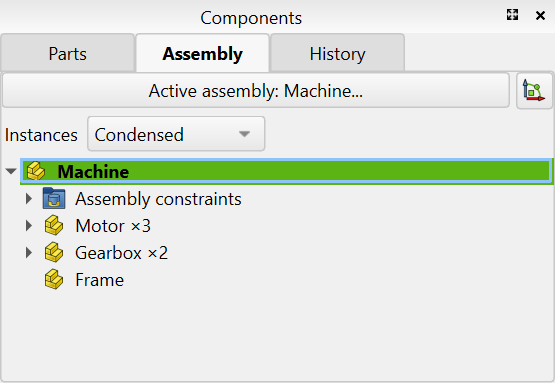 Components
Parts Assembly History
Active assembly: Machine...
Instances Condensed
Machine
Assembly constraints
Motor ×3
Gearbox ×2
Frame